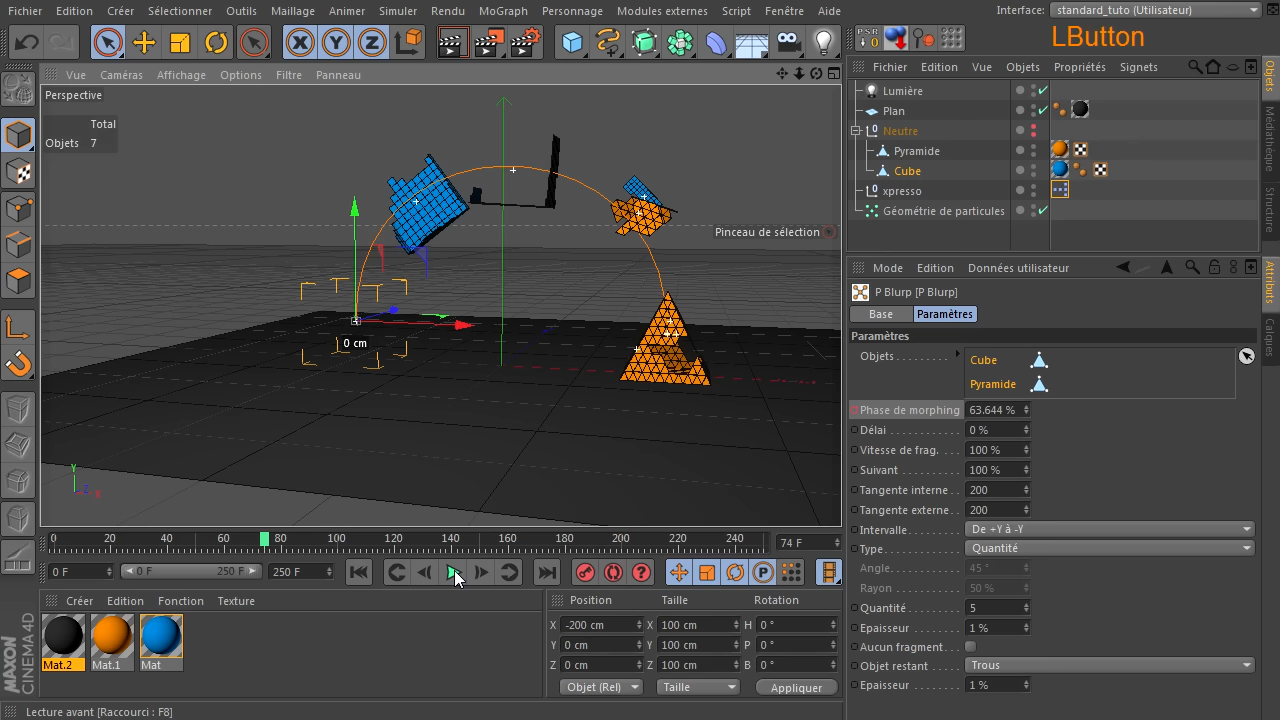 Fichier Edition Créer Sélectionner Outils Maillage Animer Simuler Rendu MoGraph Personnage Modules externes Script Fenêtre Aide Interface: standard_tuto (Utilisateur)
X Y Z
PSR
0
LButton
Vue Caméras Affichage Options Filtre Panneau
Perspective
Total
Objets 7
Pinceau de sélection
0 cm
Y
Z X
Fichier Edition Vue Objets Propriétés Signets
Lumière
Plan
Neutre
Pyramide
Cube
xpresso
Géométrie de particules
Objets
Médiathèque
Structure
Attributs
Calques
Mode Edition Données utilisateur
P Blurp [P Blurp]
Base Paramètres
Paramètres
Objets
Cube
Pyramide
Phase de morphing 63.644 %
Délai 0 %
Vitesse de frag. 100 %
Suivant 100 %
Tangente interne 200
Tangente externe 200
Intervalle De +Y à -Y
Type Quantité
Angle 45 °
Rayon 50 %
Quantité 5
Epaisseur 1 %
Aucun fragment
Objet restant Trous
Epaisseur 1 %
0 20 40 60 80 100 120 140 160 180 200 220 240 74 F
0 F 0 F 250 F 250 F
P
Créer Edition Fonction Texture
Mat.2 Mat.1 Mat
Position Taille Rotation
X -200 cm X 100 cm H 0 °
Y 0 cm Y 100 cm P 0 °
Z 0 cm Z 100 cm B 0 °
Objet (Rel) Taille Appliquer
MAXON
CINEMA 4D
Lecture avant [Raccourci : F8]